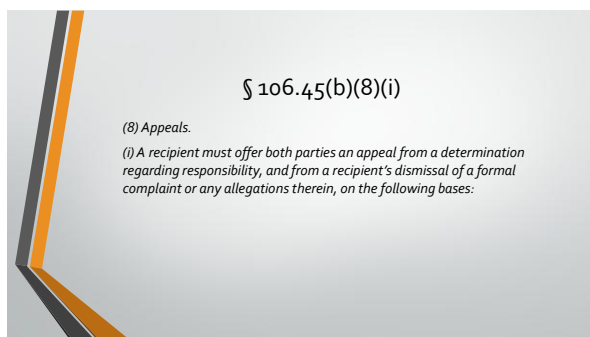 § 106.45(b)(8)(i)
(8) Appeals.
(i) A recipient must offer both parties an appeal from a determination
regarding responsibility, and from a recipient’s dismissal of a formal
complaint or any allegations therein, on the following bases: